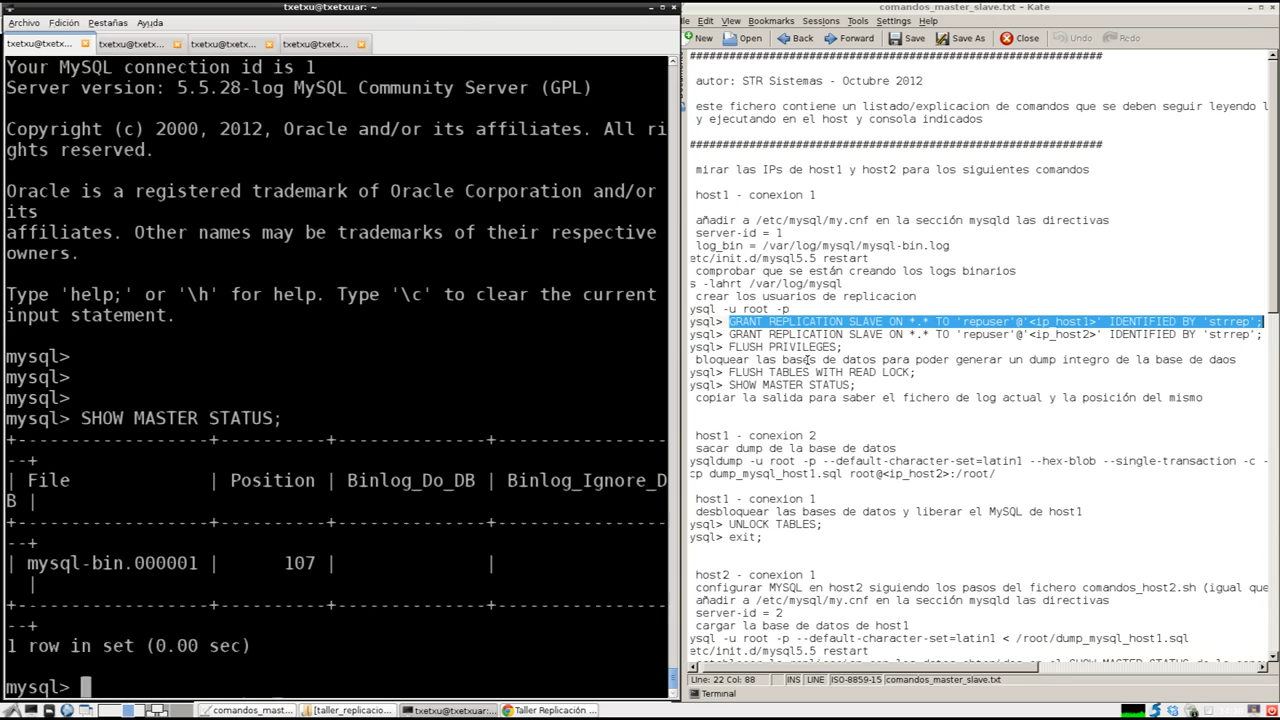 txetxu@txetxuar: ~
Archivo Edición Pestañas Ayuda
txetxu@txetx... txetxu@txetx... txetxu@txetx... txetxu@txetx...
Your MySQL connection id is 1
Server version: 5.5.28-log MySQL Community Server (GPL)
Copyright (c) 2000, 2012, Oracle and/or its affiliates. All ri
ghts reserved.
Oracle is a registered trademark of Oracle Corporation and/or
its
affiliates. Other names may be trademarks of their respective
owners.
Type 'help;' or '\h' for help. Type '\c' to clear the current
input statement.
mysql>
mysql>
mysql>
mysql> SHOW MASTER STATUS;
+------------------+----------+--------------+----------------
--+
| File | Position | Binlog_Do_DB | Binlog_Ignore_D
B |
+------------------+----------+--------------+----------------
--+
| mysql-bin.000001 | 107 | |
|
+------------------+----------+--------------+----------------
--+
1 row in set (0.00 sec)
mysql>
comandos_master_slave.txt - Kate
Edit View Bookmarks Sessions Tools Settings Help
New Open Back Forward Save Save As Close Undo Redo
###############################################################
autor: STR Sistemas - Octubre 2012
este fichero contiene un listado/explicacion de comandos que se deben seguir leyendo l
y ejecutando en el host y consola indicados
###############################################################
mirar las IPs de host1 y host2 para los siguientes comandos
host1 - conexion 1
añadir a /etc/mysql/my.cnf en la sección mysqld las directivas
server-id = 1
log_bin = /var/log/mysql/mysql-bin.log
etc/init.d/mysql5.5 restart
comprobar que se están creando los logs binarios
s -lahrt /var/log/mysql
crear los usuarios de replicacion
ysql -u root -p
ysql> GRANT REPLICATION SLAVE ON *.* TO 'repuser'@'<ip_host1>' IDENTIFIED BY 'strrep';
ysql> GRANT REPLICATION SLAVE ON *.* TO 'repuser'@'<ip_host2>' IDENTIFIED BY 'strrep';
ysql> FLUSH PRIVILEGES;
bloquear las bases de datos para poder generar un dump integro de la base de daos
ysql> FLUSH TABLES WITH READ LOCK;
ysql> SHOW MASTER STATUS;
copiar la salida para saber el fichero de log actual y la posición del mismo
host1 - conexion 2
sacar dump de la base de datos
ysqldump -u root -p --default-character-set=latin1 --hex-blob --single-transaction -c -
cp dump_mysql_host1.sql root@<ip_host2>:/root/
host1 - conexion 1
desbloquear las bases de datos y liberar el MySQL de host1
ysql> UNLOCK TABLES;
ysql> exit;
host2 - conexion 1
configurar MYSQL en host2 siguiendo los pasos del fichero comandos_host2.sh (igual que
añadir a /etc/mysql/my.cnf en la sección mysqld las directivas
server-id = 2
cargar la base de datos de host1
ysql -u root -p --default-character-set=latin1 < /root/dump_mysql_host1.sql
etc/init.d/mysql5.5 restart
Line: 22 Col: 88 INS LINE ISO-8859-15 comandos_master_slave.txt
Terminal
comandos_mast... [taller_replicacio... txetxu@txetxuar:... Taller Replicación ...